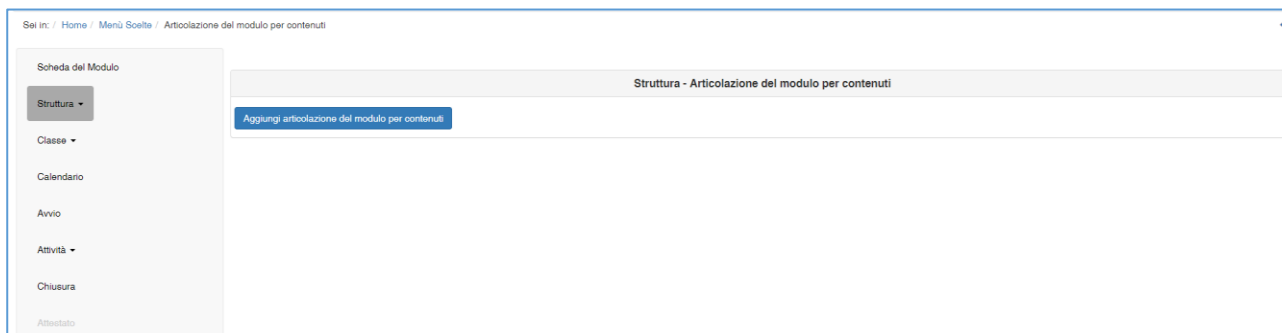 Sei in: / Home / Menù Scelte / Articolazione del modulo per contenuti
Scheda del Modulo
Struttura
Classe
Calendario
Avvio
Attività
Chiusura
Attestato
Struttura - Articolazione del modulo per contenuti
Aggiungi articolazione del modulo per contenuti